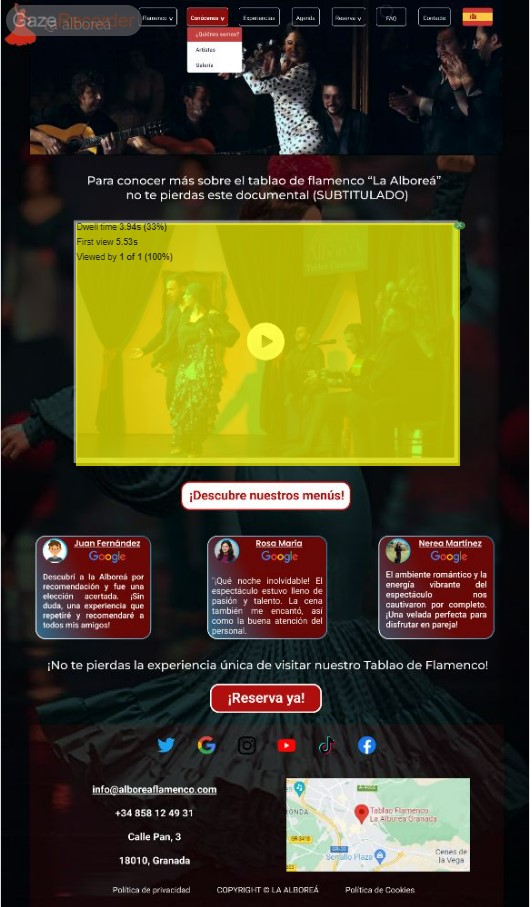 GazeRecorder
La alboreá
Flamenco
Conócenos
Experiencias
Agenda
Reserva
FAQ
Contacto
¿Quiénes somos?
Artistas
Galería
Para conocer más sobre el tablao de flamenco “La Alboreá”
no te pierdas este documental (SUBTITULADO)
Dwell time 3.94s (33%)
First view 5.53s
Viewed by 1 of 1 (100%)
¡Descubre nuestros menús!
Juan Fernández
Google
Descubrí a la Alboreá por
recomendación y fue una
elección acertada. ¡Sin
duda, una experiencia que
repetiré y recomendaré a
todos mis amigos!
Rosa María
Google
¡Qué noche inolvidable! El
espectáculo estuvo lleno de
pasión y talento. La cena
también me encantó, así
como la buena atención del
personal.
Nerea Martínez
Google
El ambiente romántico y la
energía vibrante del
espectáculo nos
cautivaron por completo.
¡Una velada perfecta para
disfrutar en pareja!
¡No te pierdas la experiencia única de visitar nuestro Tablao de Flamenco!
¡Reserva ya!
info@alboreaflamenco.com
+34 858 12 49 31
Calle Pan, 3
18010, Granada
A-4002
RONDA
Tablao Flamenco
La Alboreá Granada
GR-3418
GR-30
Serrallo Plaza
Cenes de
la Vega
Política de privacidad
COPYRIGHT © LA ALBOREÁ
Política de Cookies